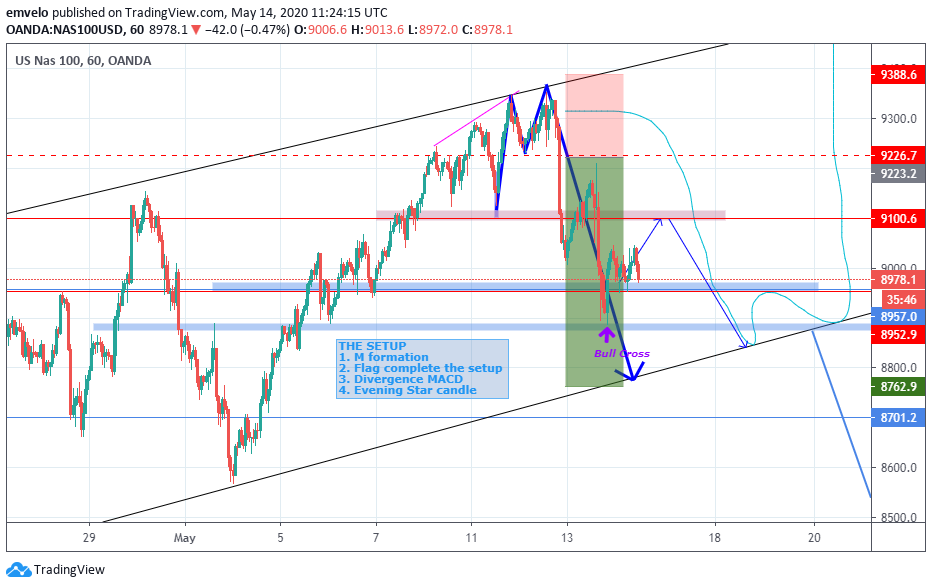 emvelo published on TradingView.com, May 14, 2020 11:24:15 UTC
OANDA:NAS100USD, 60 8978.1 ▼ −42.0 (−0.47%) O:9006.6 H:9013.6 L:8972.0 C:8978.1
US Nas 100, 60, OANDA
9388.6
9300.0
9226.7
9223.2
9100.6
9000.0
8978.1
35:46
8957.0
8952.9
8800.0
8762.9
8701.2
8600.0
8500.0
Bull Cross
THE SETUP
1. M formation
2. Flag complete the setup
3. Divergence MACD
4. Evening Star candle
29 May 5 7 11 13 18 20
TradingView